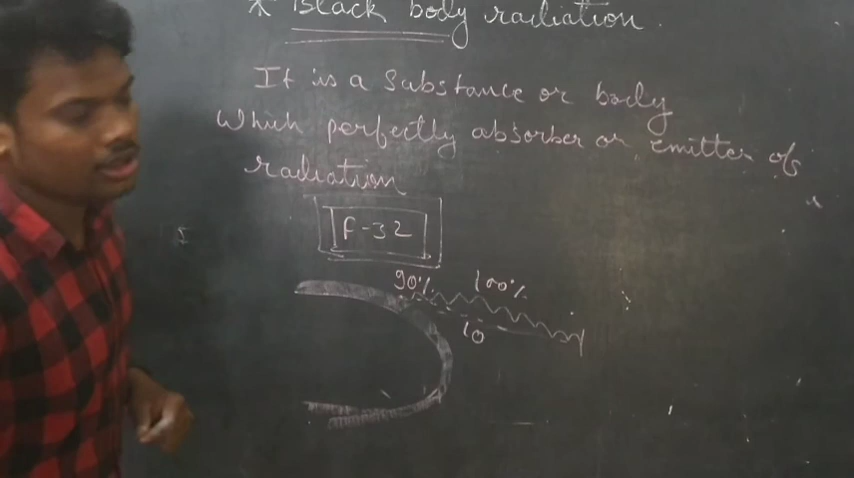 * Black body radiation.
It is a substance or body
Which perfectly absorber or emitter of
radiation
F-32
90% 100%
10